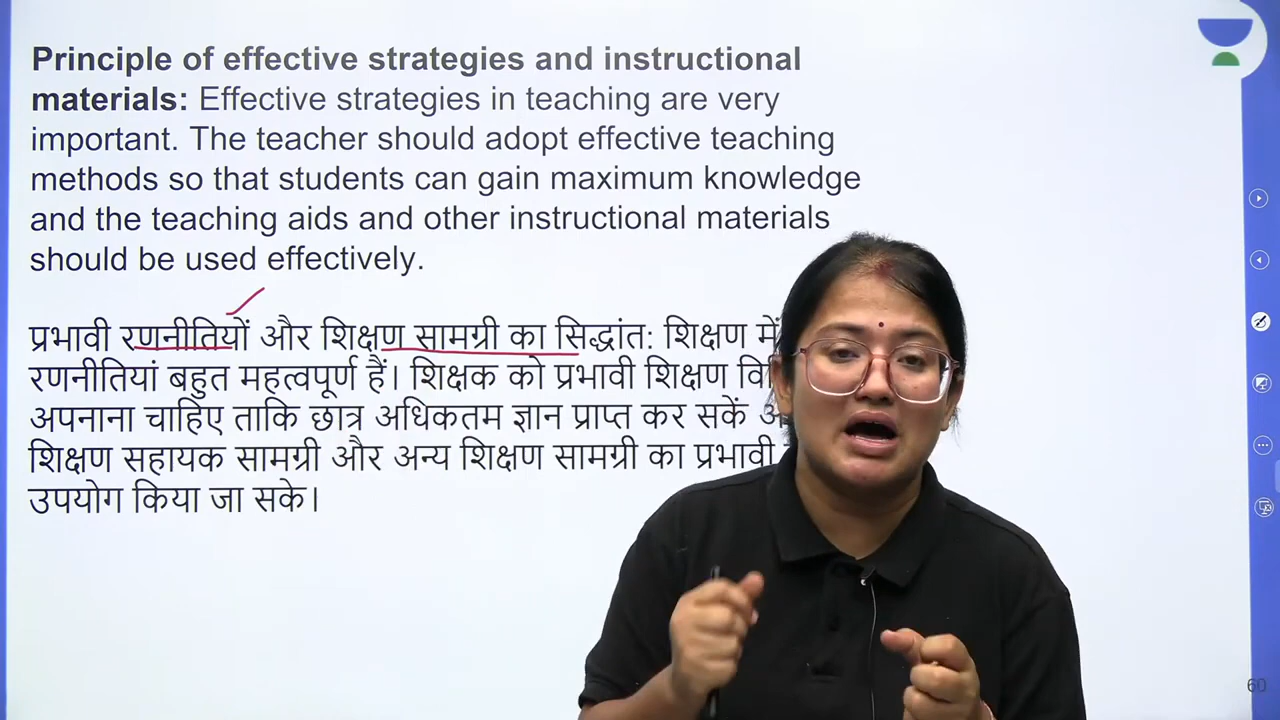 Principle of effective strategies and instructional
materials: Effective strategies in teaching are very
important. The teacher should adopt effective teaching
methods so that students can gain maximum knowledge
and the teaching aids and other instructional materials
should be used effectively.
प्रभावी रणनीतियों और शिक्षण सामग्री का सिद्धांत: शिक्षण में
रणनीतियां बहुत महत्वपूर्ण हैं। शिक्षक को प्रभावी शिक्षण
अपनाना चाहिए ताकि छात्र अधिकतम ज्ञान प्राप्त कर सकें
शिक्षण सहायक सामग्री और अन्य शिक्षण सामग्री का प्रभावी
उपयोग किया जा सके।
60